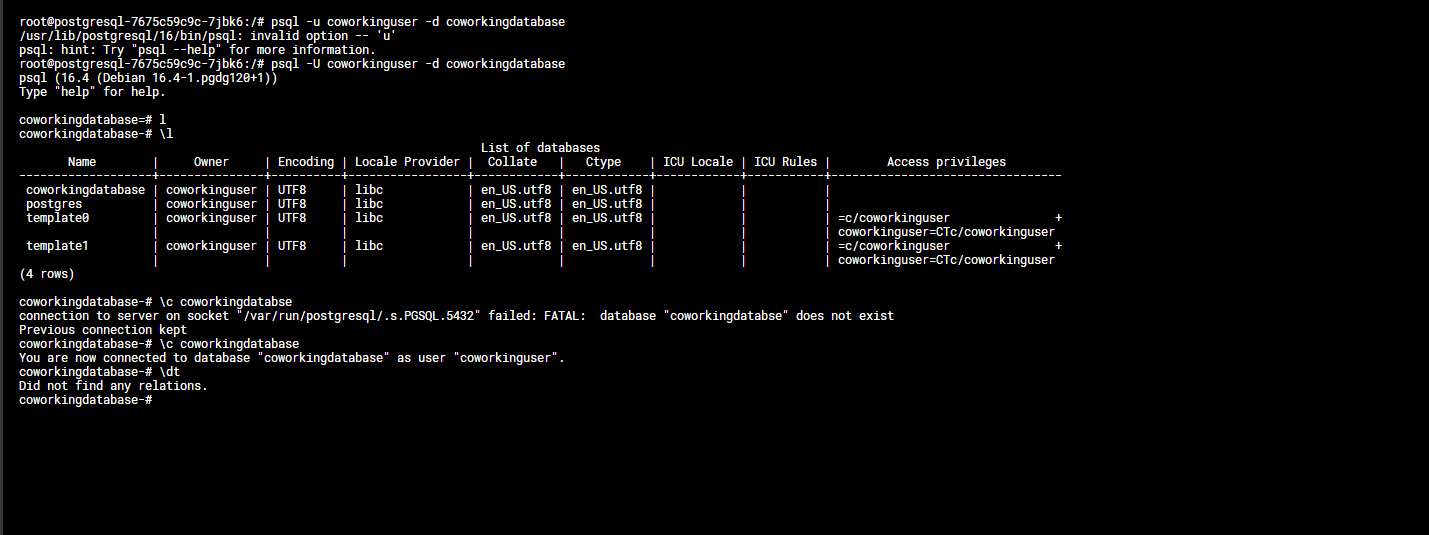 root@postgresql-7675c59c9c-7jbk6:/# psql -u coworkinguser -d coworkingdatabase
/usr/lib/postgresql/16/bin/psql: invalid option -- 'u'
psql: hint: Try "psql --help" for more information.
root@postgresql-7675c59c9c-7jbk6:/# psql -U coworkinguser -d coworkingdatabase
psql (16.4 (Debian 16.4-1.pgdg120+1))
Type "help" for help.

coworkingdatabase=# l
coworkingdatabase-# \l
                                                                  List of databases
       Name        |     Owner     | Encoding | Locale Provider |  Collate   |   Ctype    | ICU Locale | ICU Rules |        Access privileges
-------------------+---------------+----------+-----------------+------------+------------+------------+-----------+---------------------------------
 coworkingdatabase | coworkinguser | UTF8     | libc            | en_US.utf8 | en_US.utf8 |            |           |
 postgres          | coworkinguser | UTF8     | libc            | en_US.utf8 | en_US.utf8 |            |           |
 template0         | coworkinguser | UTF8     | libc            | en_US.utf8 | en_US.utf8 |            |           | =c/coworkinguser               +
                   |               |          |                 |            |            |            |           | coworkinguser=CTc/coworkinguser
 template1         | coworkinguser | UTF8     | libc            | en_US.utf8 | en_US.utf8 |            |           | =c/coworkinguser               +
                   |               |          |                 |            |            |            |           | coworkinguser=CTc/coworkinguser
(4 rows)

coworkingdatabase-# \c coworkingdatabse
connection to server on socket "/var/run/postgresql/.s.PGSQL.5432" failed: FATAL:  database "coworkingdatabse" does not exist
Previous connection kept
coworkingdatabase-# \c coworkingdatabase
You are now connected to database "coworkingdatabase" as user "coworkinguser".
coworkingdatabase-# \dt
Did not find any relations.
coworkingdatabase-#